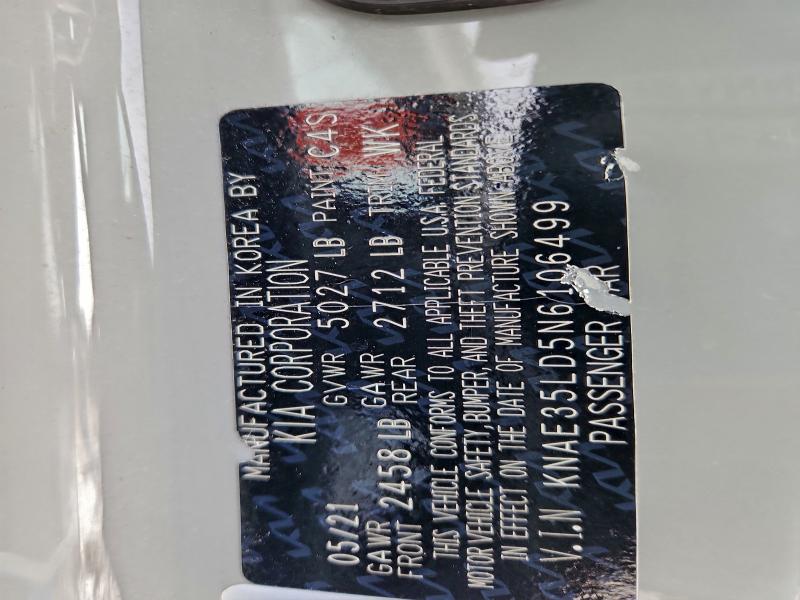 MANUFACTURED IN KOREA BY
KIA CORPORATION
05/21 GVWR 5027 LB PAINT C4S
GAWR FRONT 2458 LB GAWR REAR 2712 LB TRIM WK
THIS VEHICLE CONFORMS TO ALL APPLICABLE U.S.A FEDERAL
MOTOR VEHICLE SAFETY, BUMPER, AND THEFT PREVENTION STANDARDS
IN EFFECT ON THE DATE OF MANUFACTURE SHOWN
V.I.N
PASSENGER